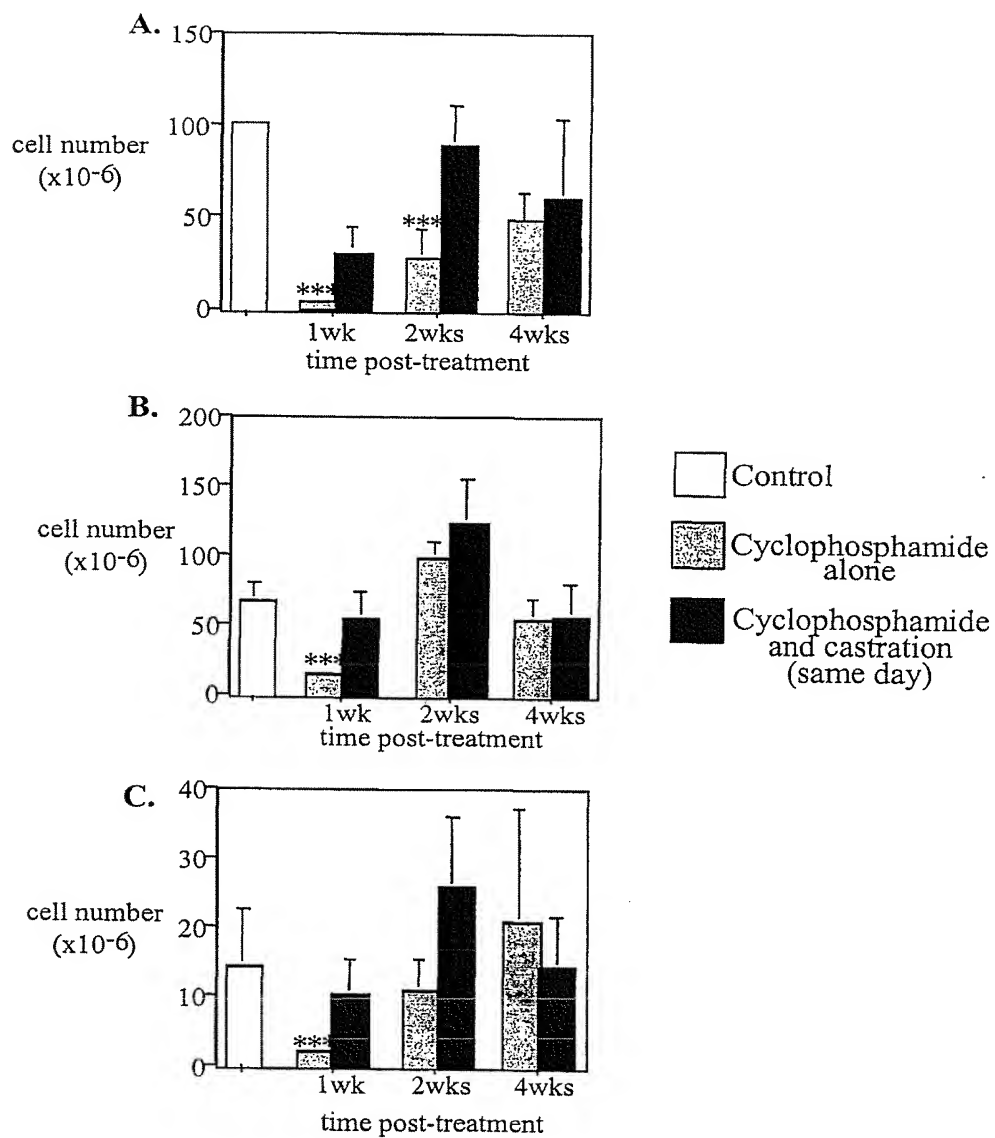 A.
150
100
50
0
cell number
(x10-6)
***
***
1wk 2wks 4wks
time post-treatment
B.
200
150
100
50
0
cell number
(x10-6)
***
1wk 2wks 4wks
time post-treatment
Control
Cyclophosphamide
alone
Cyclophosphamide
and castration
(same day)
C.
40
30
20
10
0
cell number
(x10-6)
***
1wk 2wks 4wks
time post-treatment